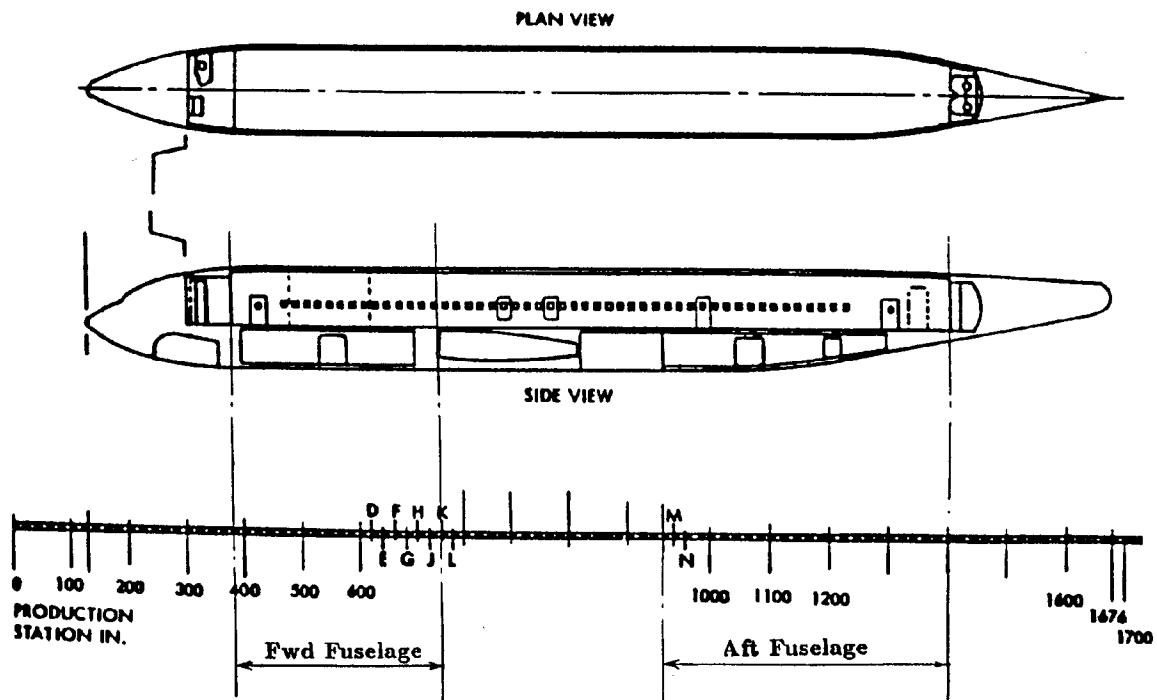 PLAN VIEW
SIDE VIEW
D F H K M
E G J L N
0 100 200 300 400 500 600 1000 1100 1200 1600 1676 1700
PRODUCTION
STATION IN.
Fwd Fuselage
Aft Fuselage